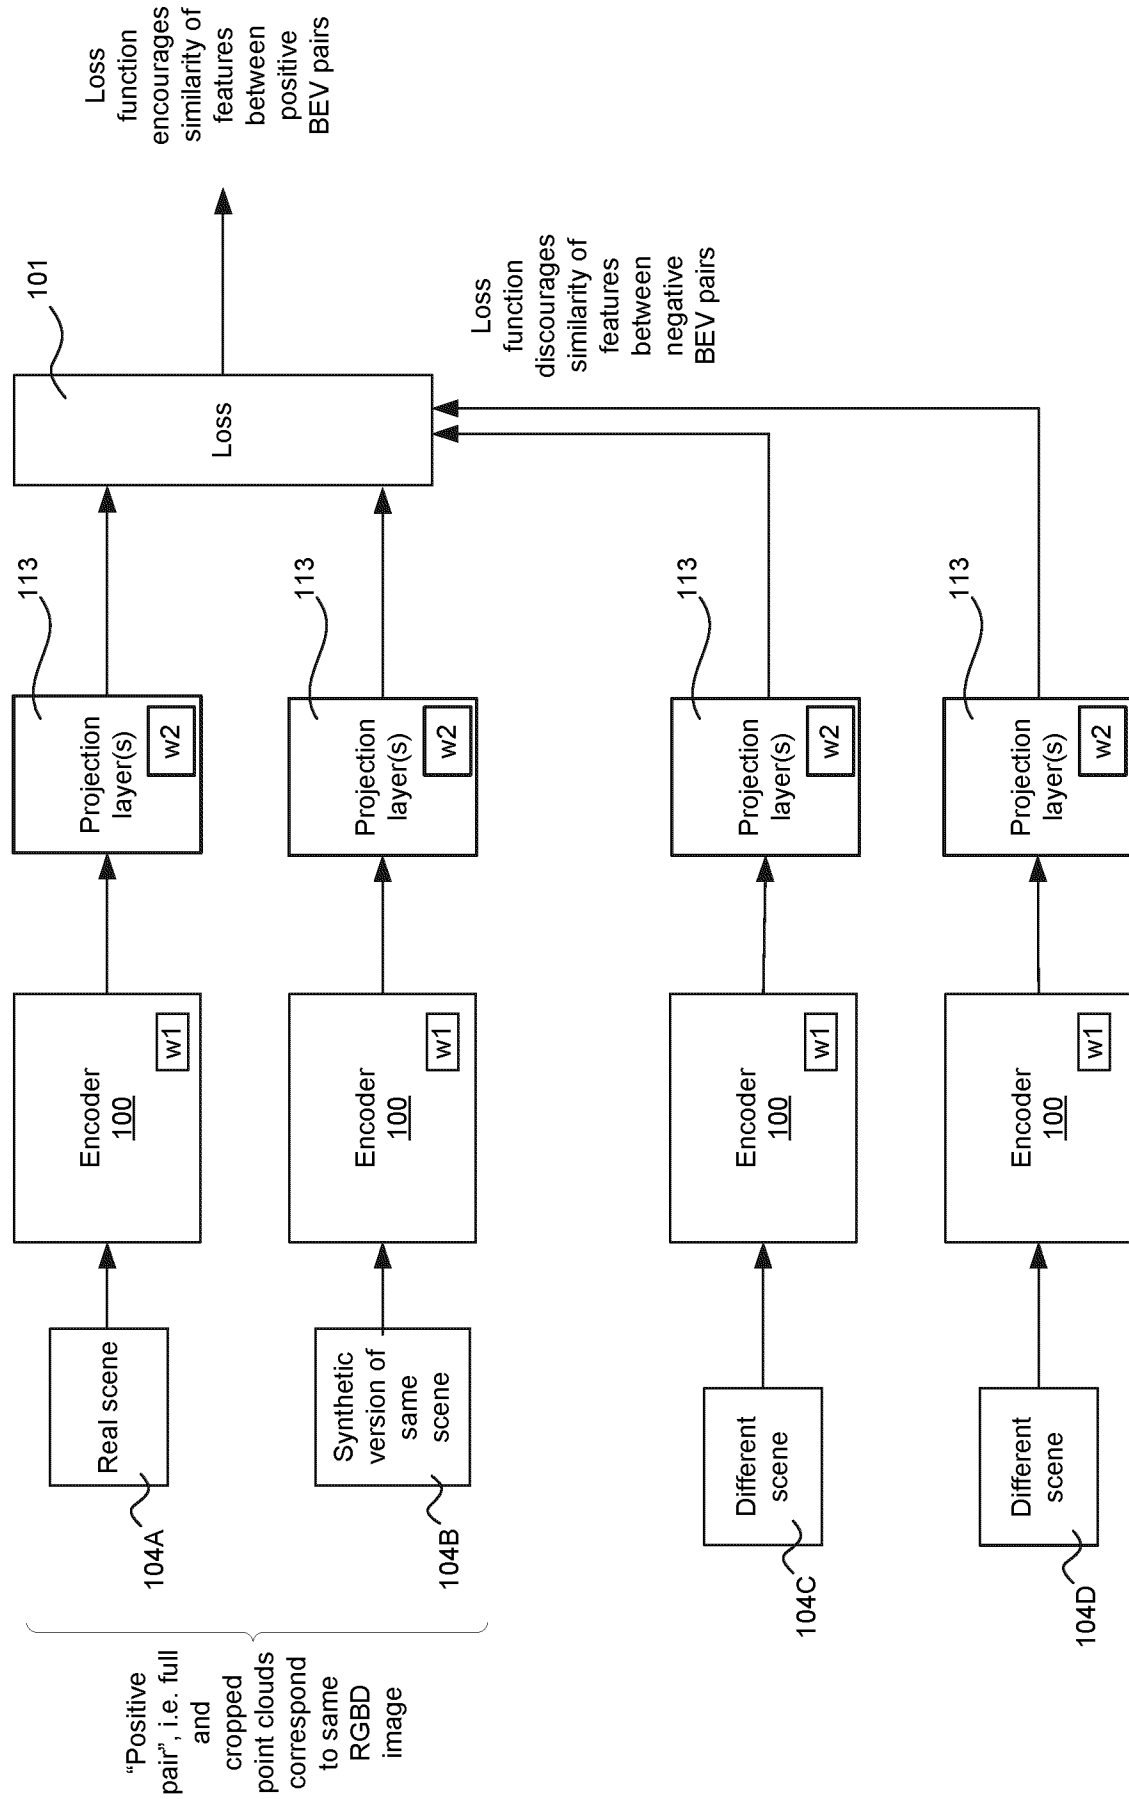 “Positive
pair”, i.e. full
and
cropped
point clouds
correspond
to same
RGBD
image
104A
Real scene
Encoder
100
w1
113
Projection
layer(s)
w2
104B
Synthetic
version of
same
scene
Encoder
100
w1
113
Projection
layer(s)
w2
101
Loss
Loss
function
encourages
similarity of
features
between
positive
BEV pairs
Loss
function
discourages
similarity of
features
between
negative
BEV pairs
104C
Different
scene
Encoder
100
w1
113
Projection
layer(s)
w2
104D
Different
scene
Encoder
100
w1
113
Projection
layer(s)
w2